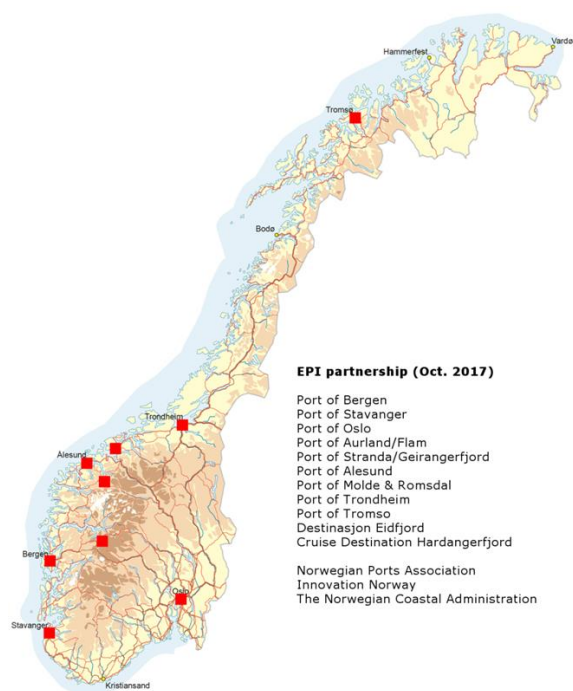 Vardø
Hammerfest
Tromsø
Bodø
EPI partnership (Oct. 2017)
Port of Bergen
Port of Stavanger
Port of Oslo
Port of Aurland/Flam
Port of Stranda/Geirangerfjord
Port of Alesund
Port of Molde & Romsdal
Port of Trondheim
Port of Tromso
Destinasjon Eidfjord
Cruise Destination Hardangerfjord
Norwegian Ports Association
Innovation Norway
The Norwegian Coastal Administration
Trondheim
Ålesund
Bergen
Oslo
Stavanger
Kristiansand